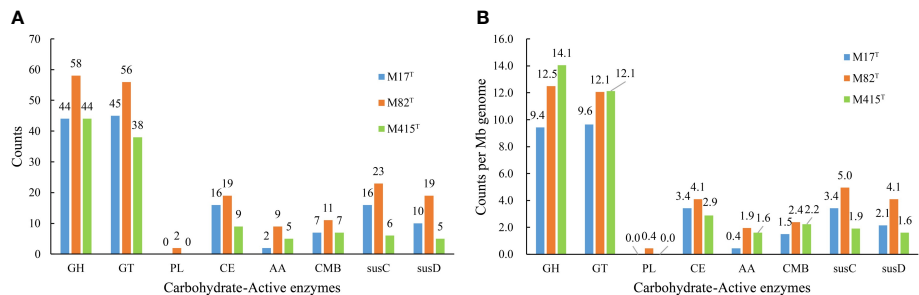 A
Counts
70
60
50
40
30
20
10
0
44 58 44
45 56 38
0 2 0
16 19 9
2 9 5
7 11 7
16 23 6
10 19 5
M17ᵀ
M82ᵀ
M415ᵀ
GH GT PL CE AA CMB susC susD
Carbohydrate-Active enzymes
B
Counts per Mb genome
16.0
14.0
12.0
10.0
8.0
6.0
4.0
2.0
0.0
9.4 12.5 14.1
9.6 12.1 12.1
0.0 0.4 0.0
3.4 4.1 2.9
0.4 1.9 1.6
1.5 2.4 2.2
3.4 5.0 1.9
2.1 4.1 1.6
M17ᵀ
M82ᵀ
M415ᵀ
GH GT PL CE AA CMB susC susD
Carbohydrate-Active enzymes